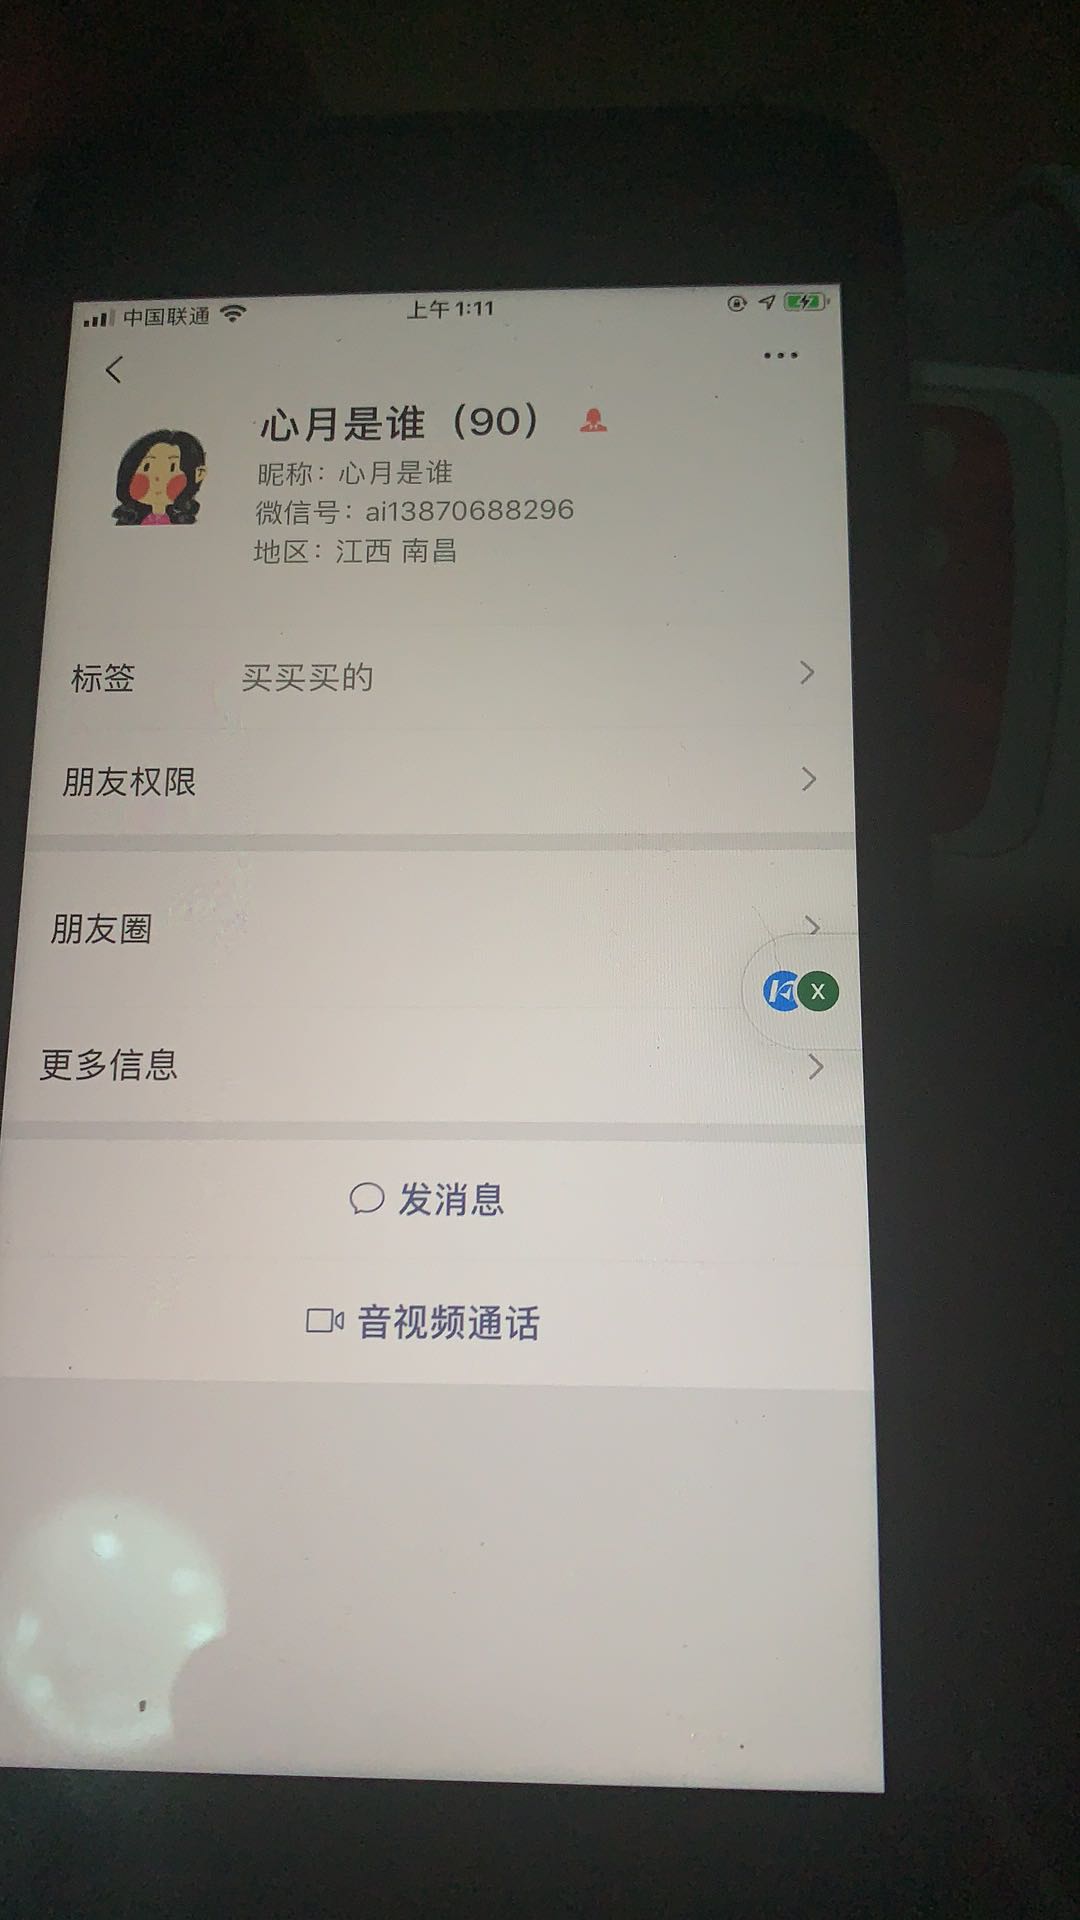 中国联通
上午1:11
心月是谁（90）
昵称：心月是谁
微信号：ai13870688296
地区：江西 南昌
标签 买买买的
朋友权限
朋友圈
X
更多信息
发消息
音视频通话